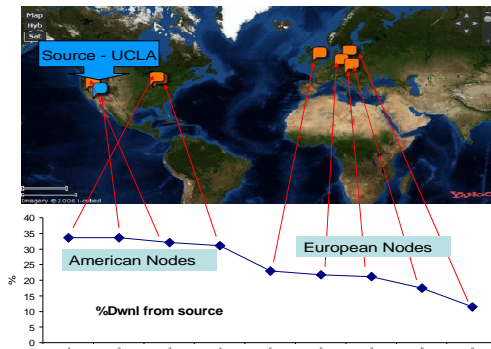 Map
Hyb
Sat
Source - UCLA
Imagery © 2006 i-cubed
YAHOO
40
35
30
25
20
15
10
5
0
%
American Nodes
European Nodes
%Dwnl from source